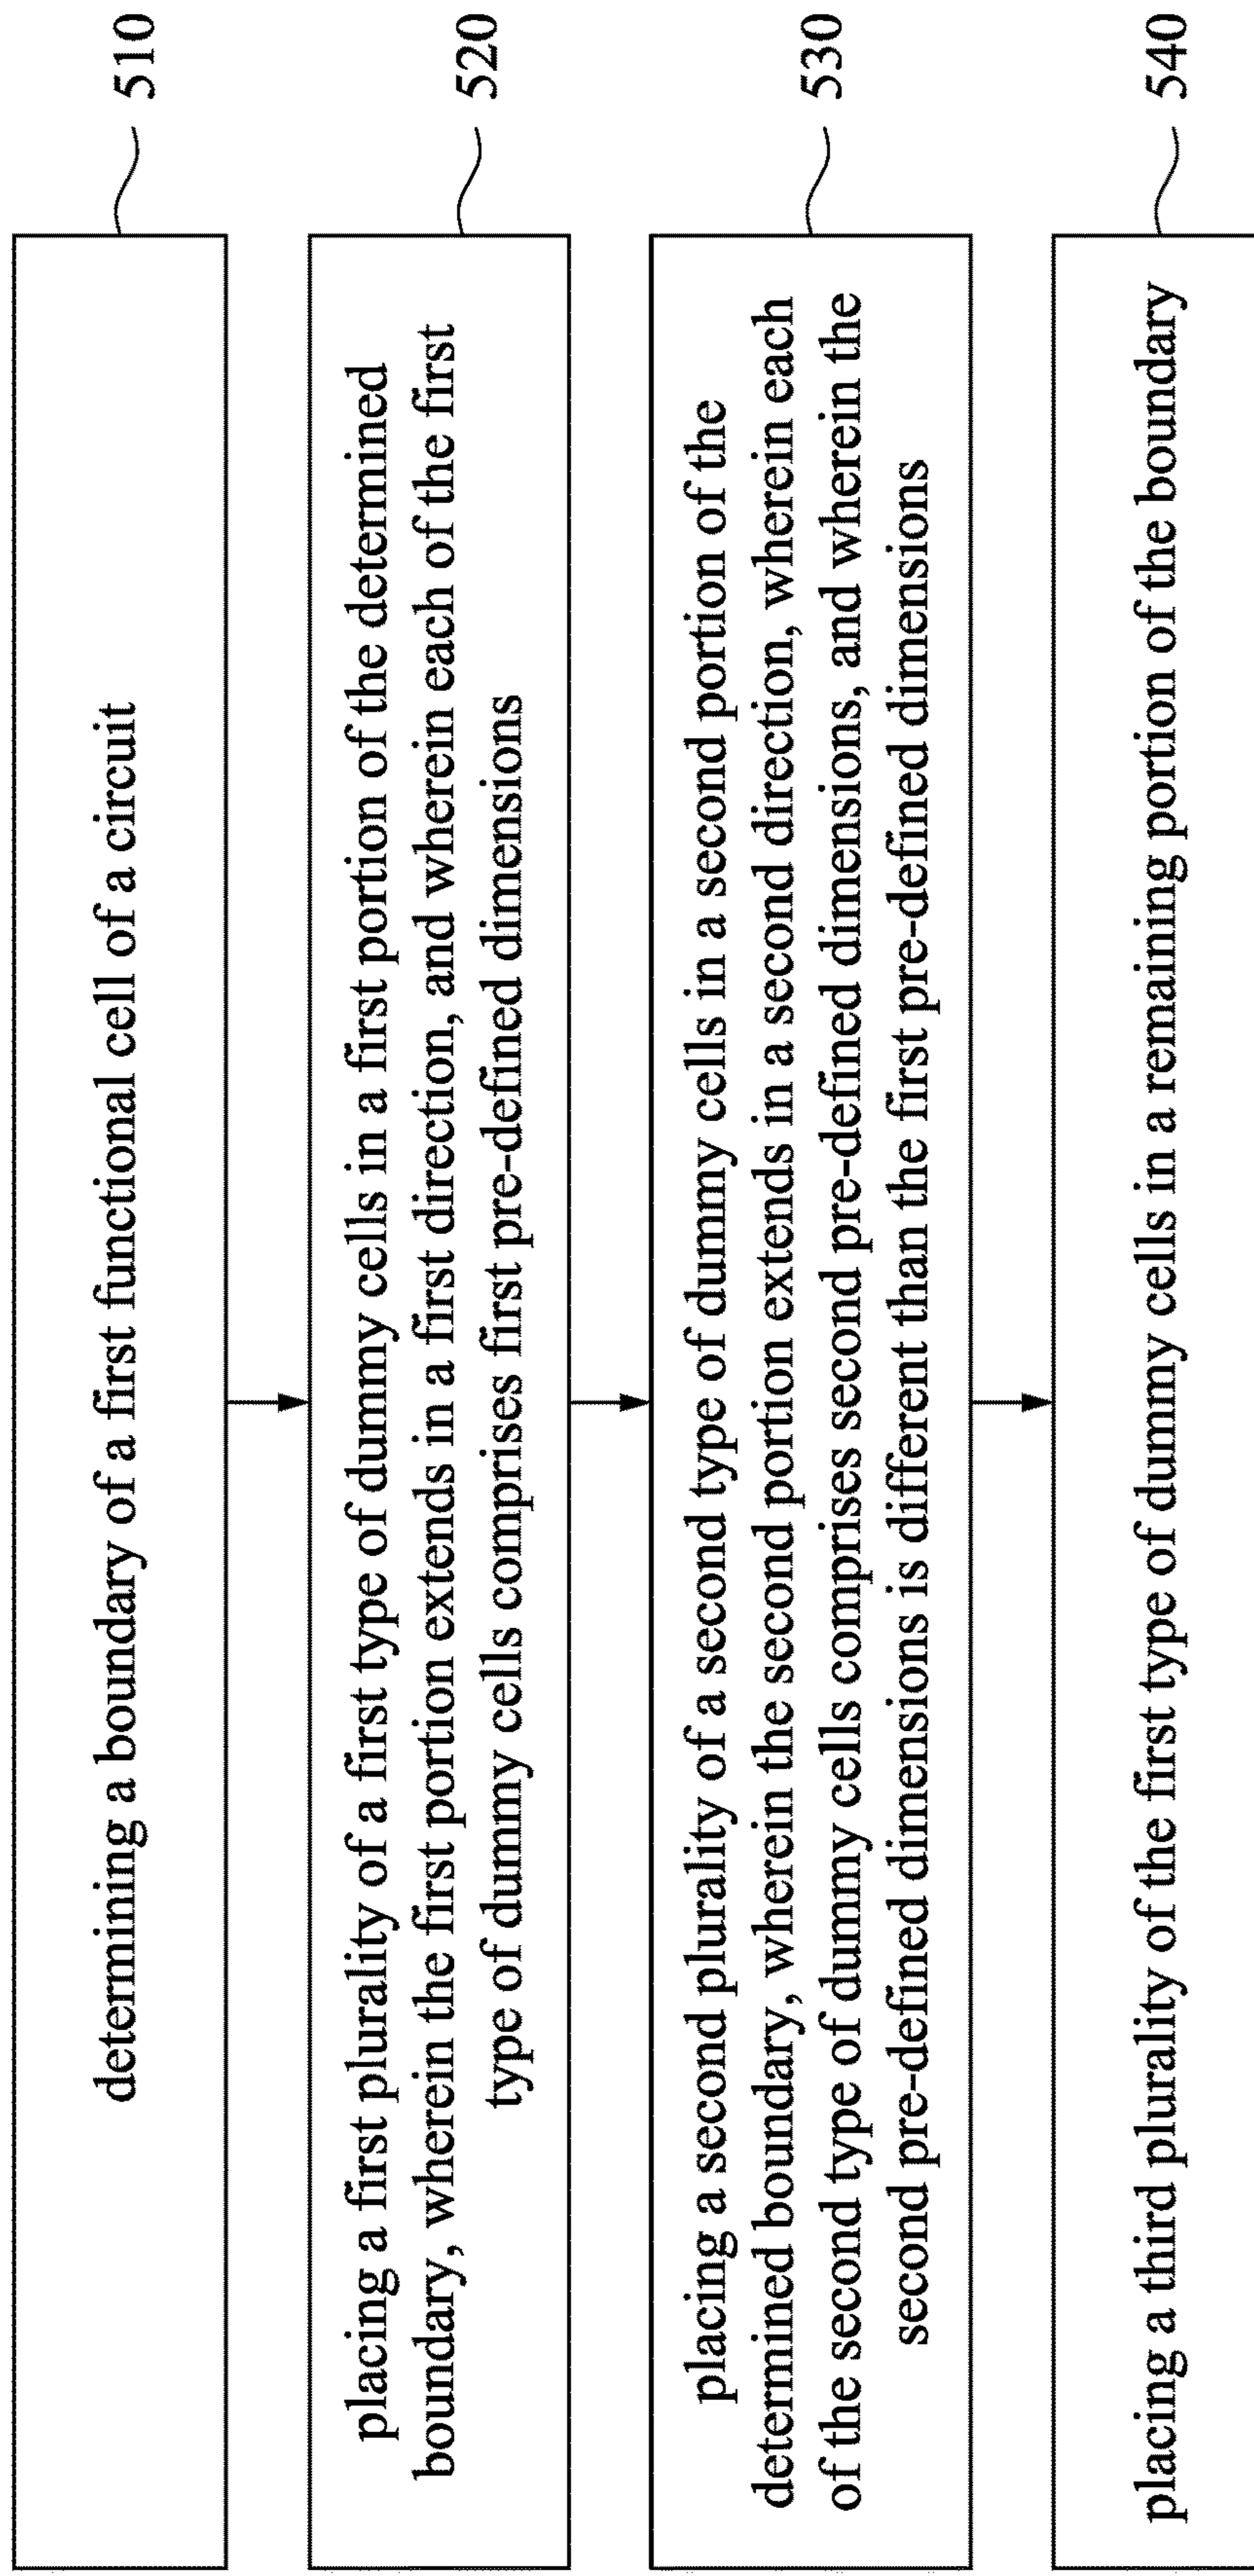 determining a boundary of a first functional cell of a circuit
510
placing a first plurality of a first type of dummy cells in a first portion of the determined
boundary, wherein the first portion extends in a first direction, and wherein each of the first
type of dummy cells comprises first pre-defined dimensions
520
placing a second plurality of a second type of dummy cells in a second portion of the
determined boundary, wherein the second portion extends in a second direction, wherein each
of the second type of dummy cells comprises second pre-defined dimensions, and wherein the
second pre-defined dimensions is different than the first pre-defined dimensions
530
placing a third plurality of the first type of dummy cells in a remaining portion of the boundary
540